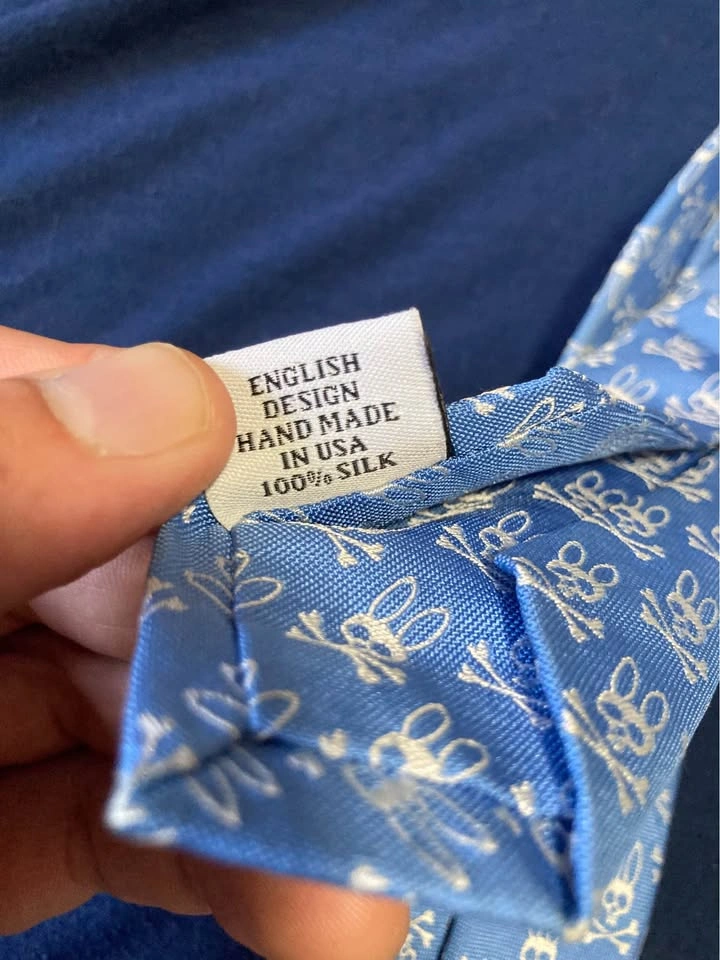 ENGLISH
DESIGN
HAND MADE
IN USA
100% SILK